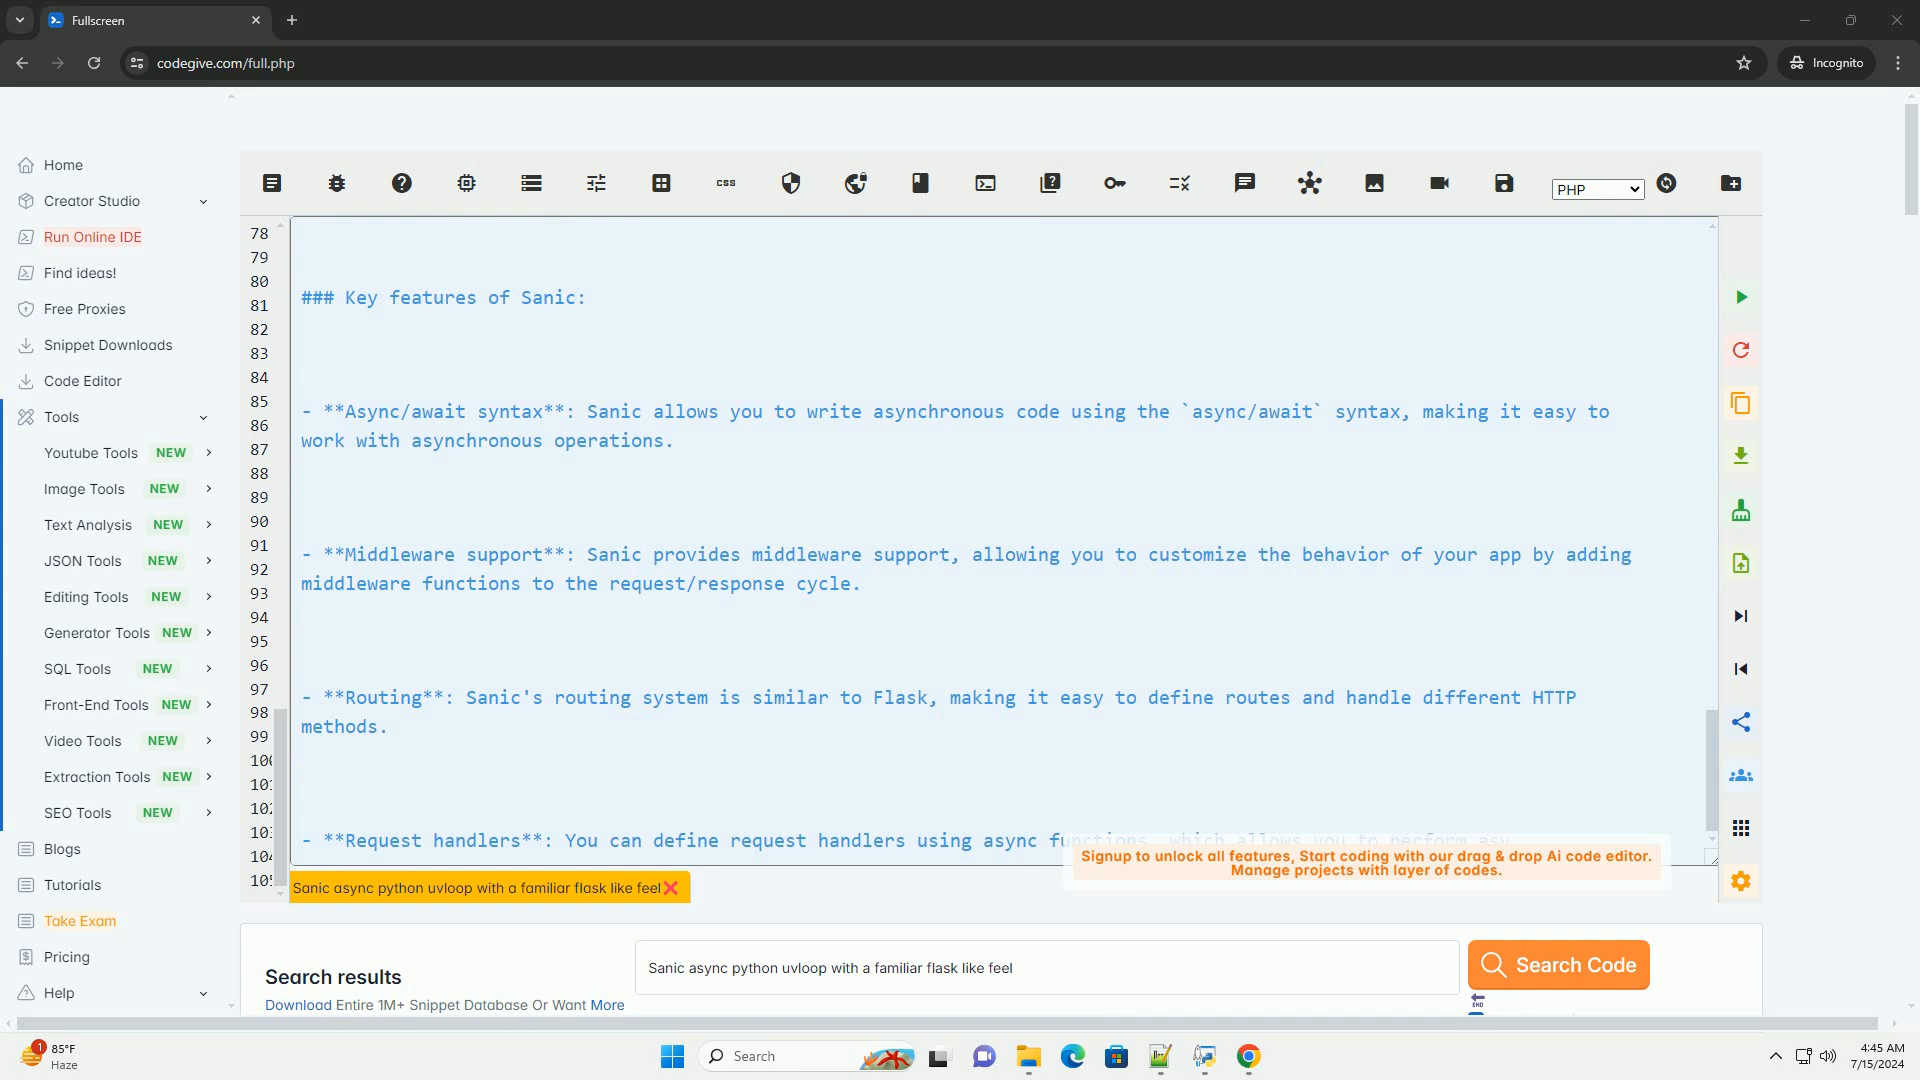 Fullscreen
codegive.com/full.php
Incognito
Home
Creator Studio
Run Online IDE
Find ideas!
Free Proxies
Snippet Downloads
Code Editor
Tools
Youtube Tools NEW
Image Tools NEW
Text Analysis NEW
JSON Tools NEW
Editing Tools NEW
Generator Tools NEW
SQL Tools NEW
Front-End Tools NEW
Video Tools NEW
Extraction Tools NEW
SEO Tools NEW
Blogs
Tutorials
Take Exam
Pricing
Help
css
PHP
78
79
80
81
82
83
84
85
86
87
88
89
90
91
92
93
94
95
96
97
98
99
### Key features of Sanic:
- **Async/await syntax**: Sanic allows you to write asynchronous code using the `async/await` syntax, making it easy to
work with asynchronous operations.
- **Middleware support**: Sanic provides middleware support, allowing you to customize the behavior of your app by adding
middleware functions to the request/response cycle.
- **Routing**: Sanic's routing system is similar to Flask, making it easy to define routes and handle different HTTP
methods.
- **Request handlers**: You can define request handlers using async functions, which allows you to perform asy
Signup to unlock all features, Start coding with our drag & drop Ai code editor.
Manage projects with layer of codes.
Sanic async python uvloop with a familiar flask like feel
Search results
Download Entire 1M+ Snippet Database Or Want More
Sanic async python uvloop with a familiar flask like feel
Search Code
END
1
85°F
Haze
Search
4:45 AM
7/15/2024